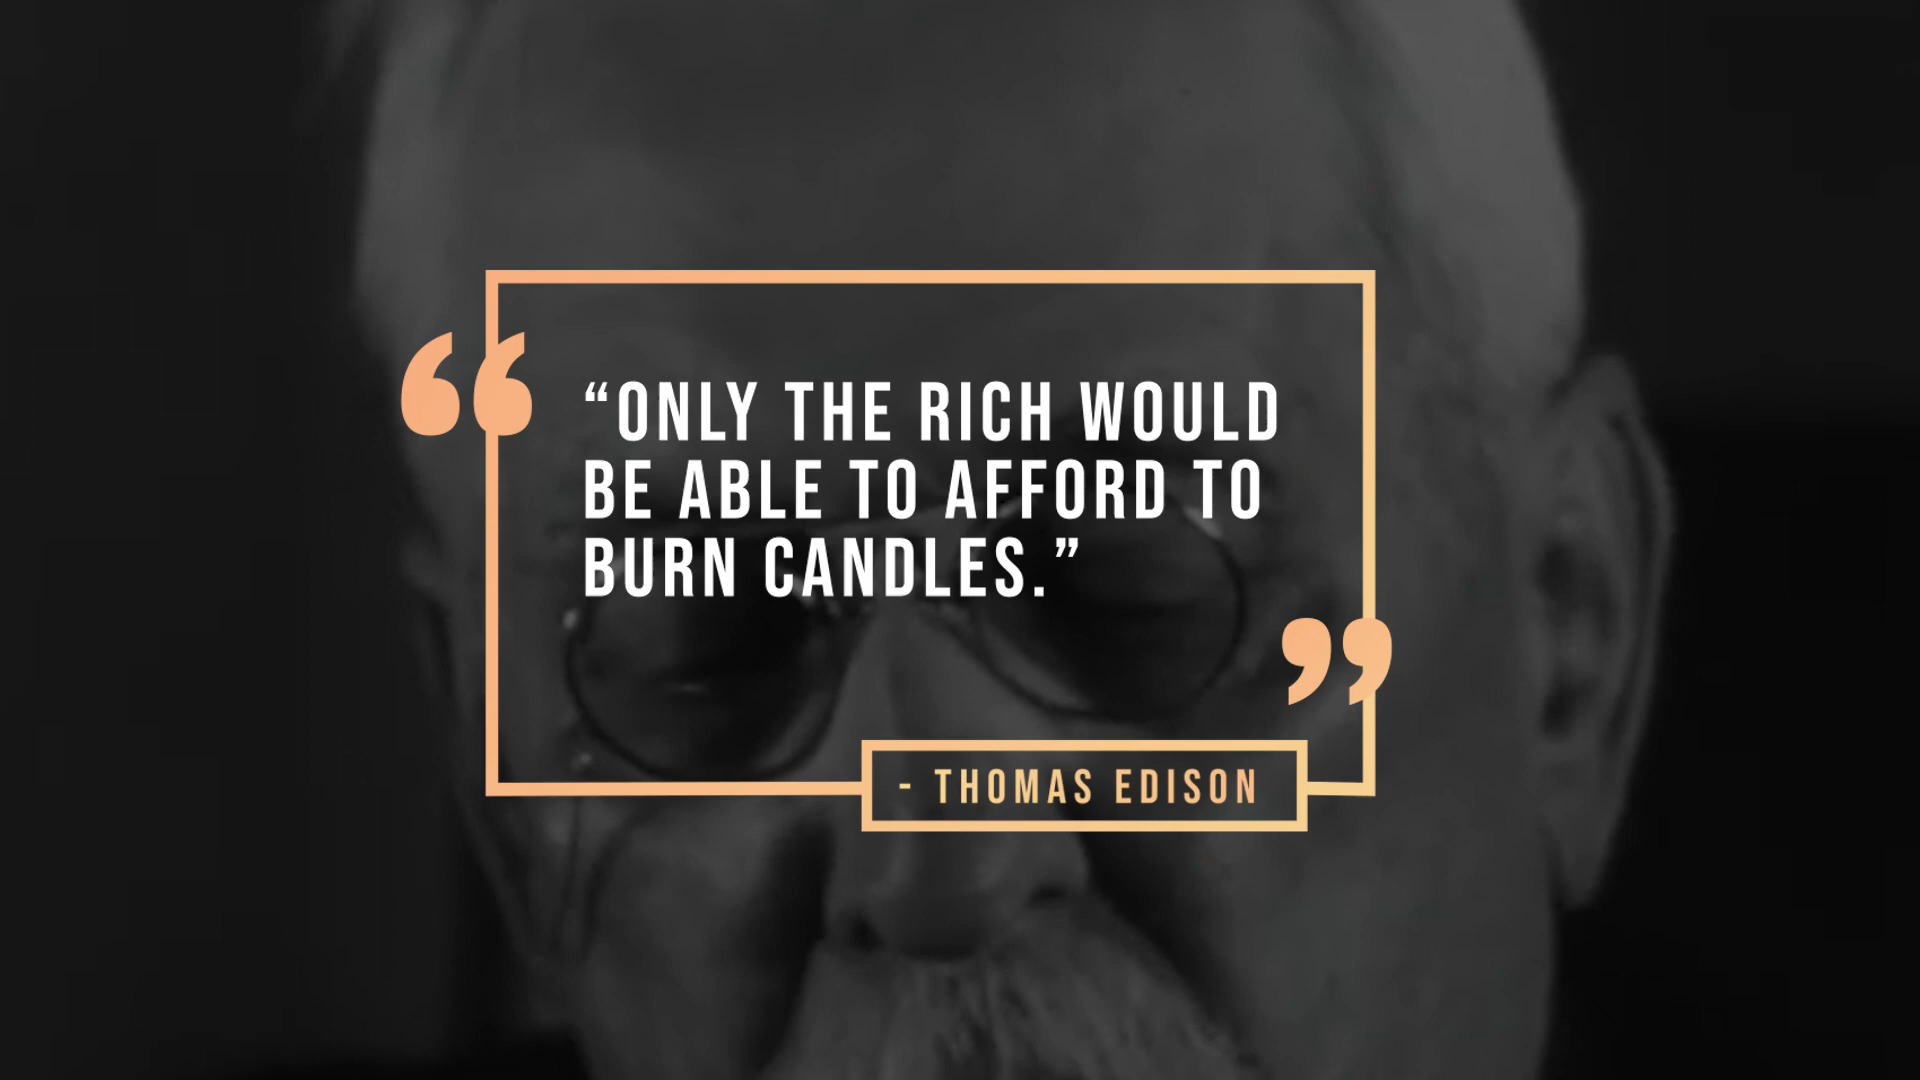 “ONLY THE RICH WOULD
BE ABLE TO AFFORD TO
BURN CANDLES.”
- THOMAS EDISON